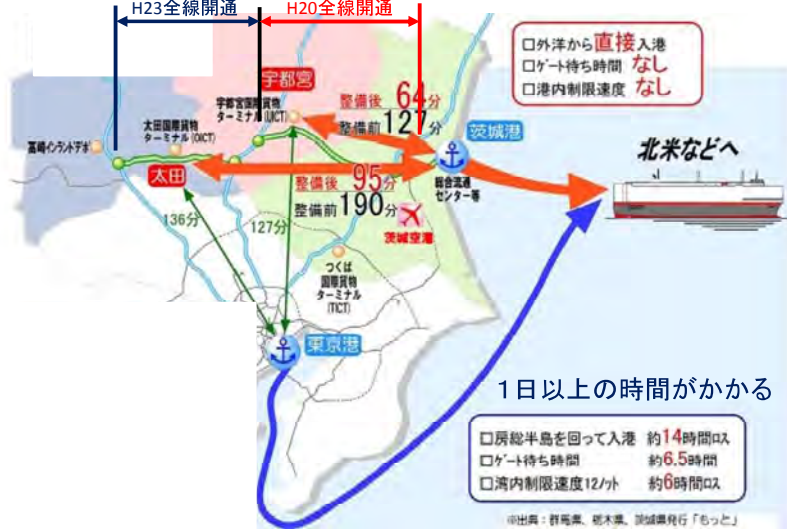 H23全線開通
H20全線開通
□外洋から直接入港
□ゲート待ち時間 なし
□港内制限速度 なし
宇都宮
宇都宮国際貨物
ターミナル(UICT)
整備後 64分
整備前 127分
太田国際貨物
ターミナル(OICT)
高崎インランドデポ
茨城港
北米などへ
太田
整備後 95分
整備前 190分
総合流通
センター等
136分
127分
茨城空港
つくば
国際貨物
ターミナル
(TICT)
東京港
1日以上の時間がかかる
□房総半島を回って入港 約14時間ロス
□ゲート待ち時間 約6.5時間
□湾内制限速度12ノット 約6時間ロス
※出典：群馬県、栃木県、茨城県発行「もっと」